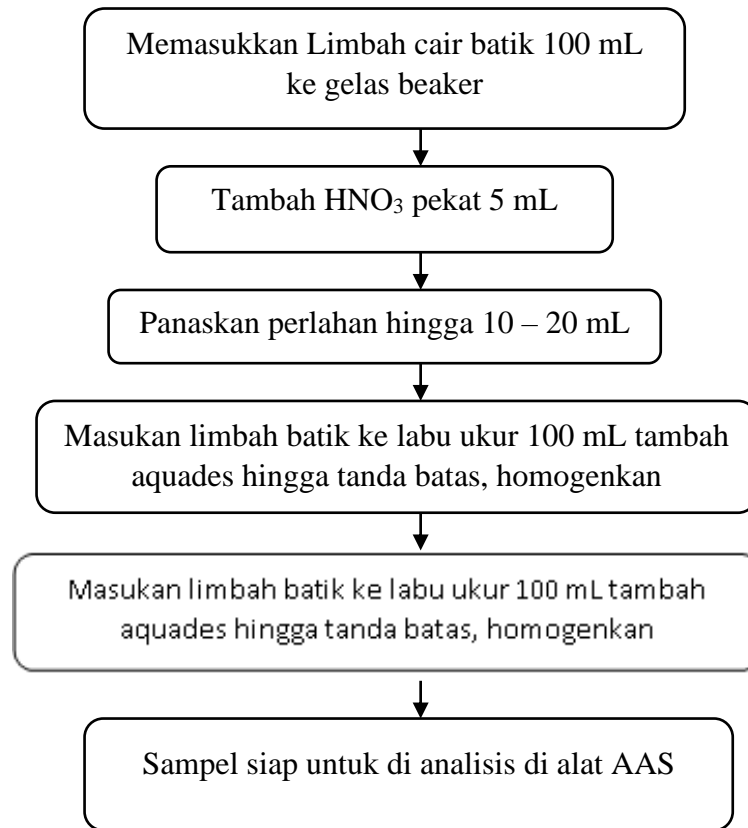 Memasukkan Limbah cair batik 100 mL
ke gelas beaker
Tambah HNO₃ pekat 5 mL
Panaskan perlahan hingga 10 – 20 mL
Masukan limbah batik ke labu ukur 100 mL tambah
aquades hingga tanda batas, homogenkan
Masukan limbah batik ke labu ukur 100 mL tambah
aquades hingga tanda batas, homogenkan
Sampel siap untuk di analisis di alat AAS